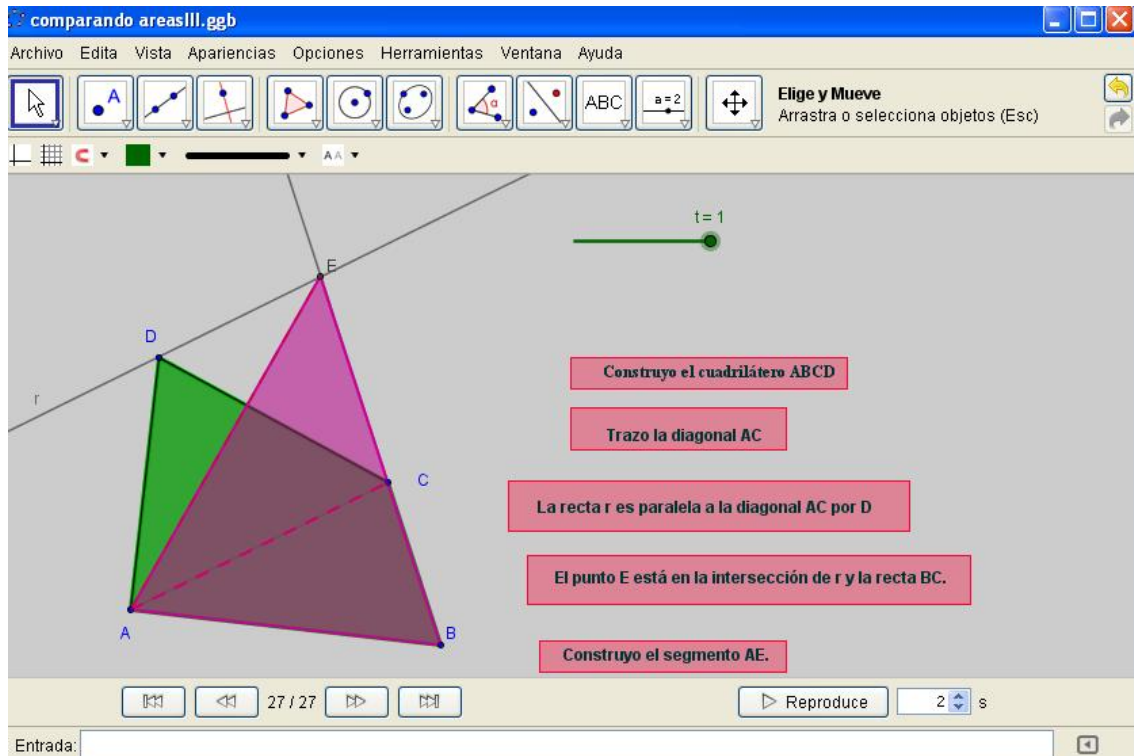 comparando areasIII.ggb
Archivo Edita Vista Apariencias Opciones Herramientas Ventana Ayuda
A
α
ABC
a=2
Elige y Mueve
Arrastra o selecciona objetos (Esc)
A A
t = 1
E
D
r
Construyo el cuadrilátero ABCD
Trazo la diagonal AC
C
La recta r es paralela a la diagonal AC por D
El punto E está en la intersección de r y la recta BC.
A
B
Construyo el segmento AE.
27 / 27
Reproduce
2 s
Entrada: